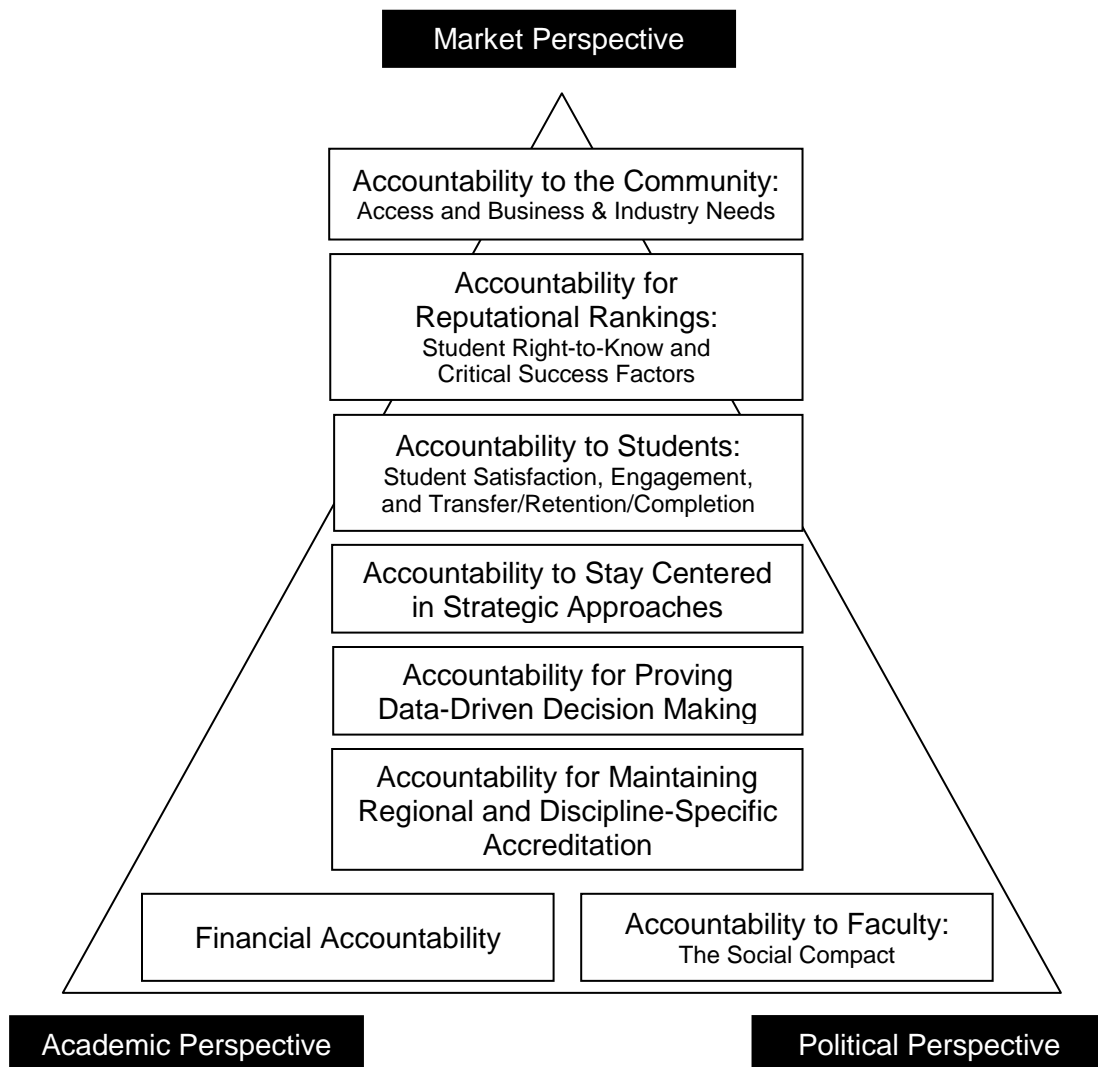 Market Perspective
Accountability to the Community:
Access and Business & Industry Needs
Accountability for
Reputational Rankings:
Student Right-to-Know and
Critical Success Factors
Accountability to Students:
Student Satisfaction, Engagement,
and Transfer/Retention/Completion
Accountability to Stay Centered
in Strategic Approaches
Accountability for Proving
Data-Driven Decision Making
Accountability for Maintaining
Regional and Discipline-Specific
Accreditation
Financial Accountability
Accountability to Faculty:
The Social Compact
Academic Perspective
Political Perspective